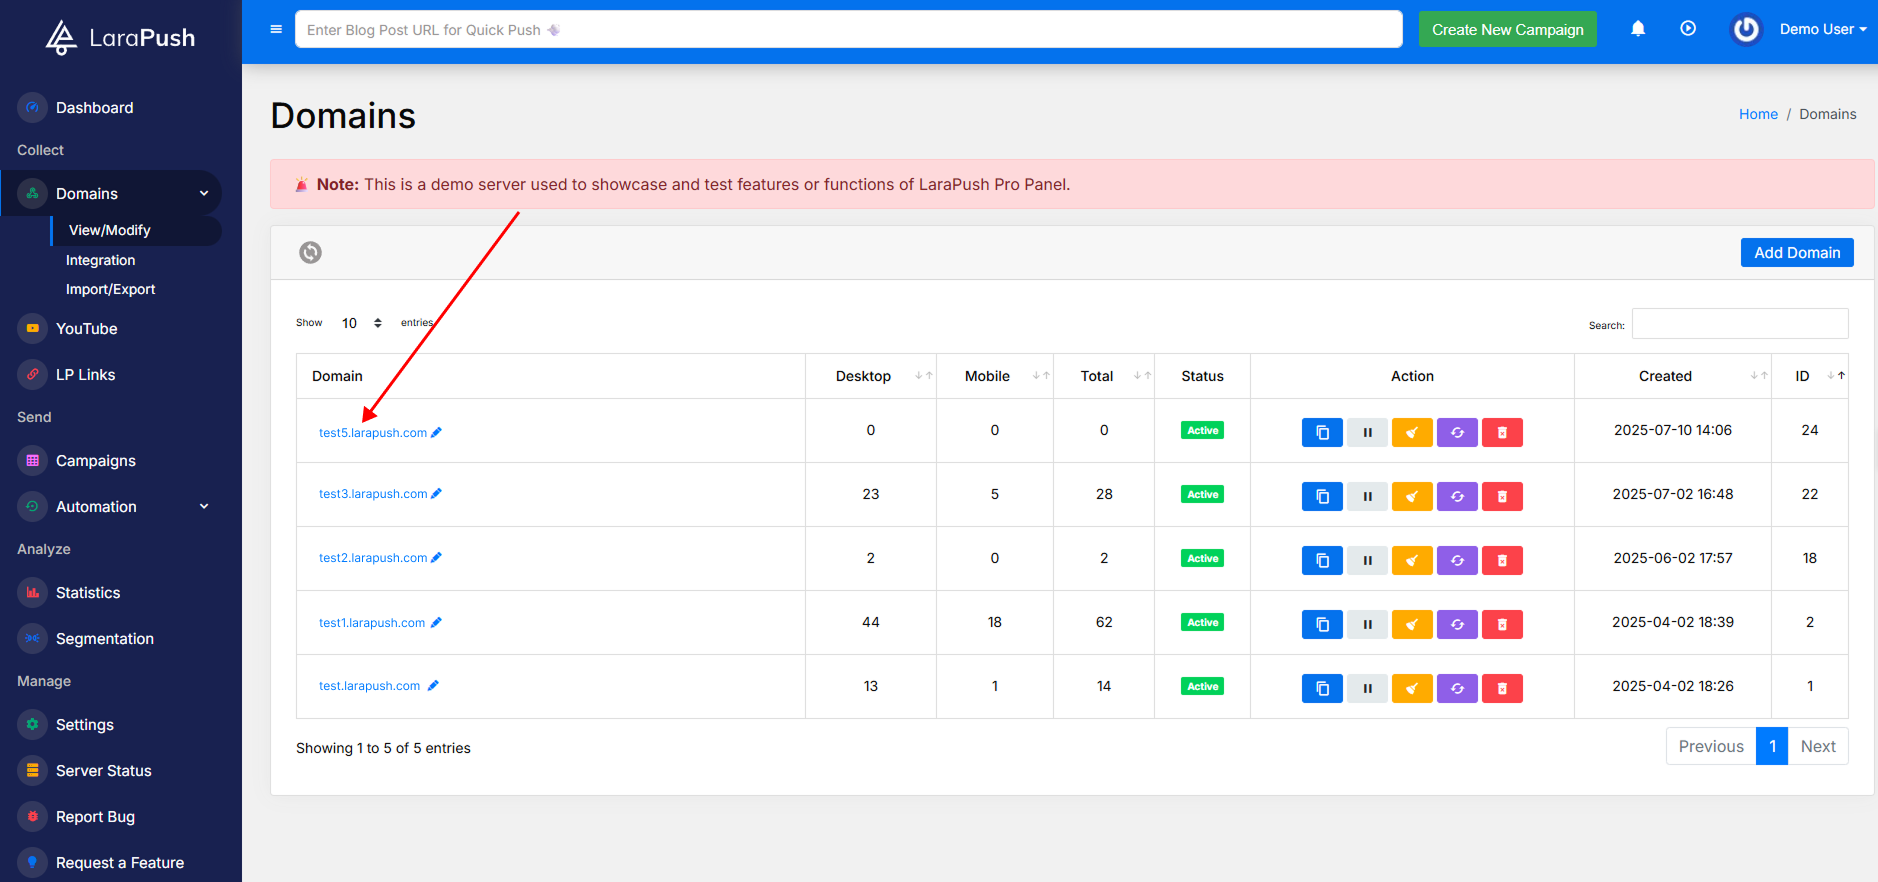 LaraPush
Enter Blog Post URL for Quick Push
Create New Campaign
Demo User
Dashboard
Collect
Domains
View/Modify
Integration
Import/Export
YouTube
LP Links
Send
Campaigns
Automation
Analyze
Statistics
Segmentation
Manage
Settings
Server Status
Report Bug
Request a Feature
Domains
Home / Domains
Note: This is a demo server used to showcase and test features or functions of LaraPush Pro Panel.
Add Domain
Show 10 entries
Search:
Domain Desktop Mobile Total Status Action Created ID
test5.larapush.com 0 0 0 Active 2025-07-10 14:06 24
test3.larapush.com 23 5 28 Active 2025-07-02 16:48 22
test2.larapush.com 2 0 2 Active 2025-06-02 17:57 18
test1.larapush.com 44 18 62 Active 2025-04-02 18:39 2
test.larapush.com 13 1 14 Active 2025-04-02 18:26 1
Showing 1 to 5 of 5 entries
Previous 1 Next